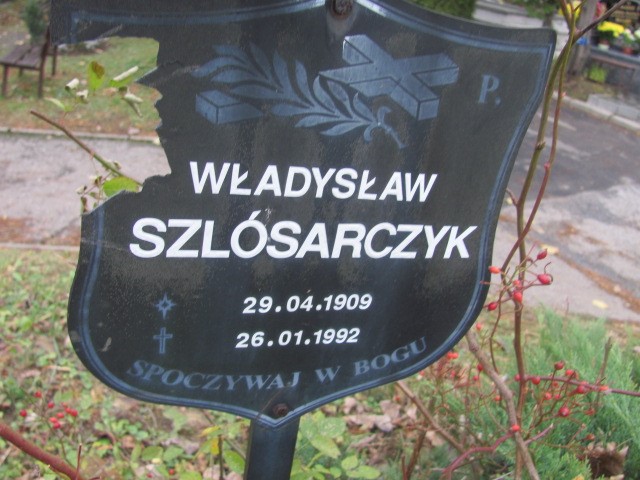 P.
WŁADYSŁAW
SZLÓSARCZYK
29.04.1909
26.01.1992
SPOCZYWAJ W BOGU